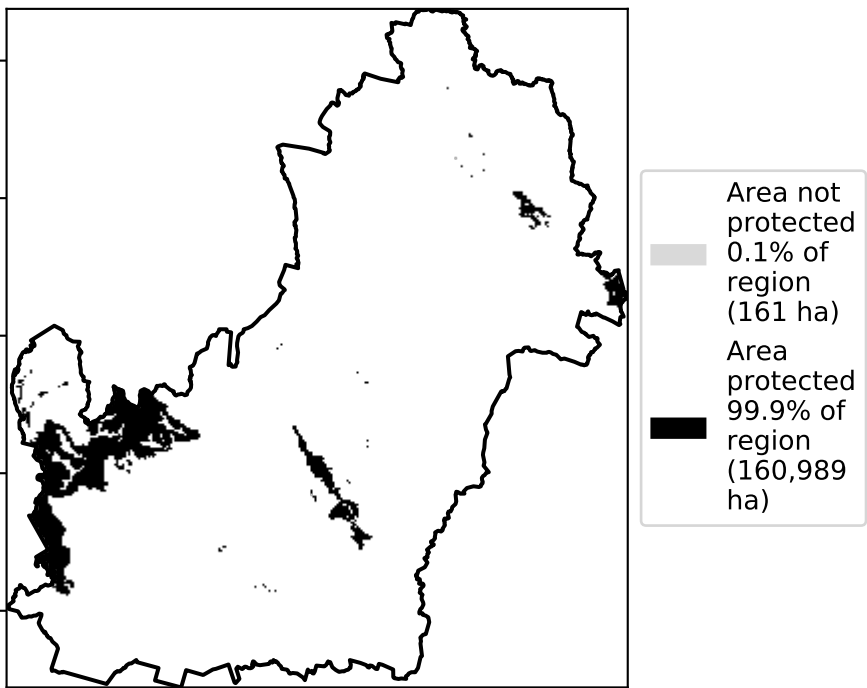 Area not
protected
0.1% of
region
(161 ha)
Area
protected
99.9% of
region
(160,989
ha)